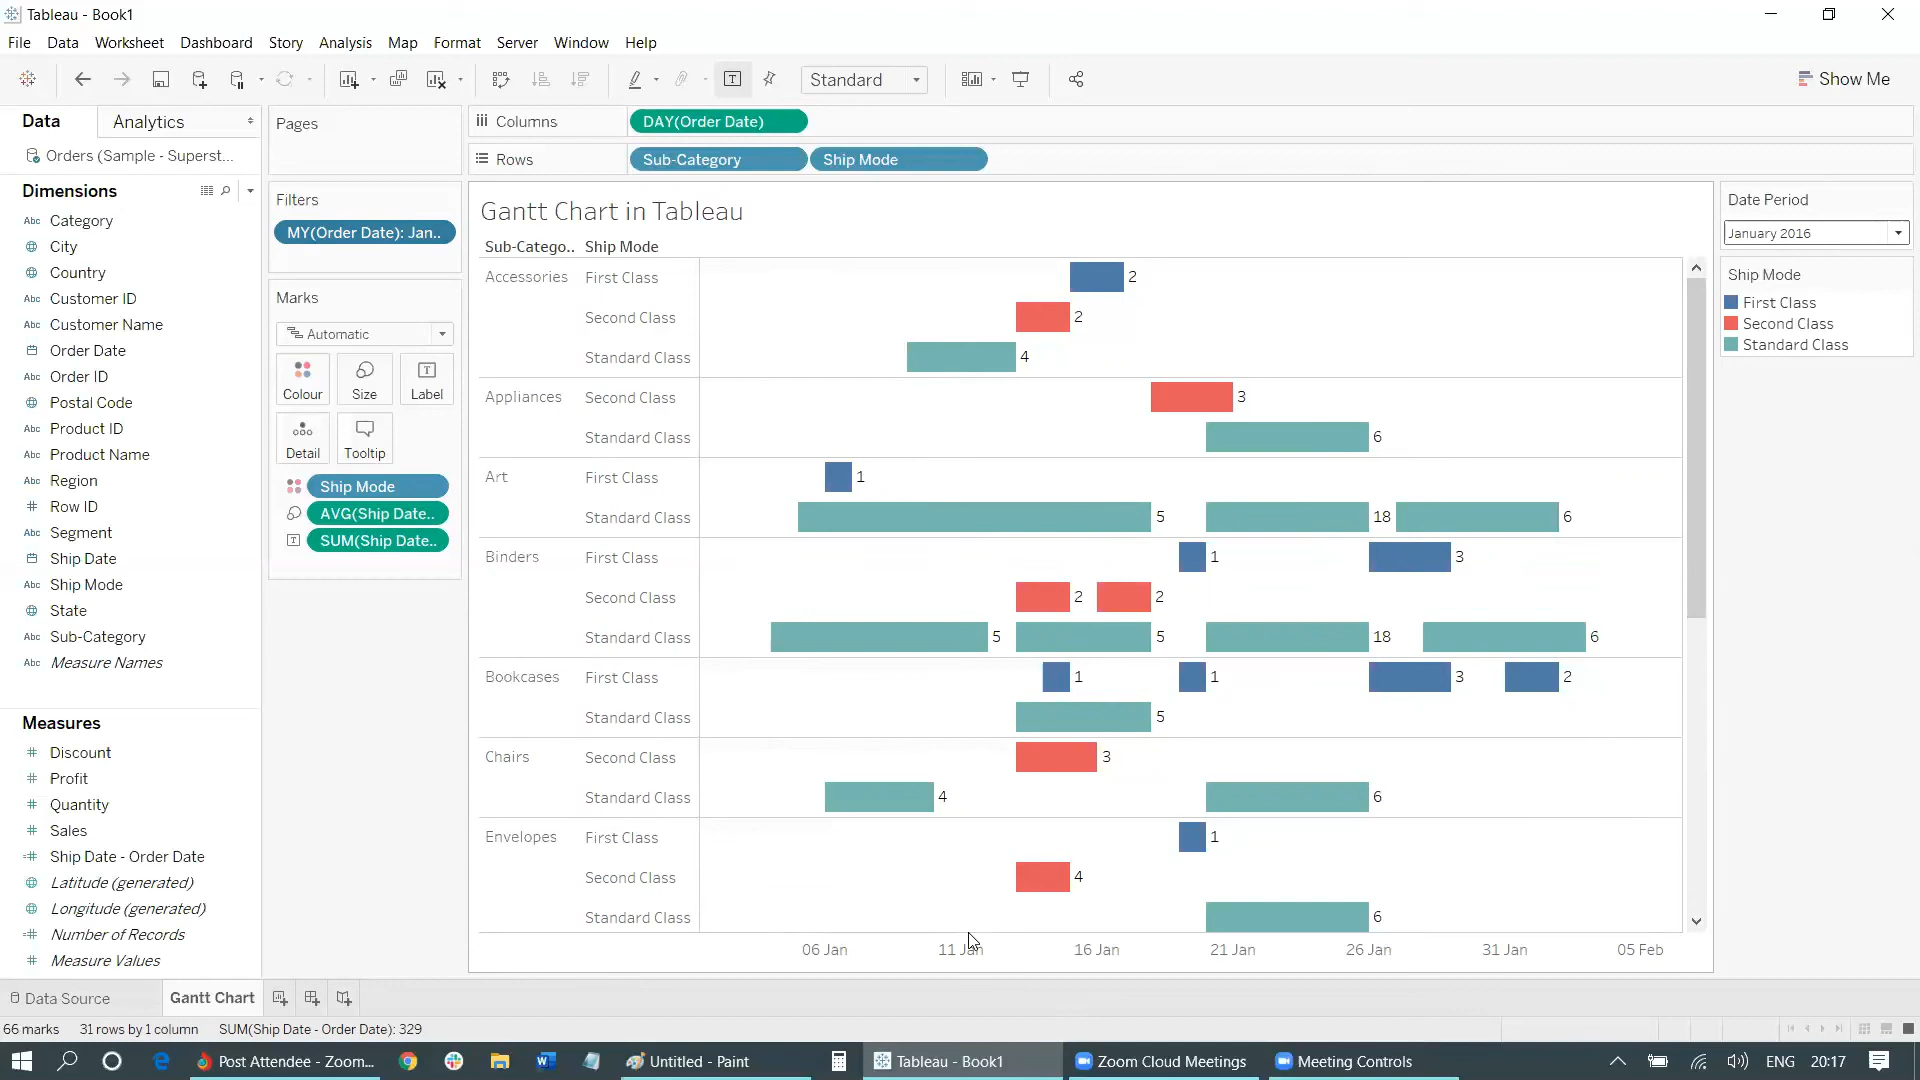 Tableau - Book1
File Data Worksheet Dashboard Story Analysis Map Format Server Window Help
Standard
Show Me
Data Analytics
Orders (Sample - Superst...
Dimensions
Abc Category
City
Country
Abc Customer ID
Abc Customer Name
Order Date
Abc Order ID
Postal Code
Abc Product ID
Abc Product Name
Abc Region
Row ID
Abc Segment
Ship Date
Abc Ship Mode
State
Abc Sub-Category
Abc Measure Names
Measures
Discount
Profit
Quantity
Sales
Ship Date - Order Date
Latitude (generated)
Longitude (generated)
Number of Records
Measure Values
Pages
Filters
MY(Order Date): Jan..
Marks
Automatic
Colour Size Label
Detail Tooltip
Ship Mode
AVG(Ship Date..
SUM(Ship Date..
Columns DAY(Order Date)
Rows Sub-Category Ship Mode
Gantt Chart in Tableau
Sub-Catego.. Ship Mode
Accessories First Class 2
Second Class 2
Standard Class 4
Appliances Second Class 3
Standard Class 6
Art First Class 1
Standard Class 5 18 6
Binders First Class 1 3
Second Class 2 2
Standard Class 5 5 18 6
Bookcases First Class 1 1 3 2
Standard Class 5
Chairs Second Class 3
Standard Class 4 6
Envelopes First Class 1
Second Class 4
Standard Class 6
06 Jan 11 Jan 16 Jan 21 Jan 26 Jan 31 Jan 05 Feb
Date Period
January 2016
Ship Mode
First Class
Second Class
Standard Class
Data Source Gantt Chart
66 marks 31 rows by 1 column SUM(Ship Date - Order Date): 329
Post Attendee - Zoom... Untitled - Paint Tableau - Book1 Zoom Cloud Meetings Meeting Controls ENG 20:17